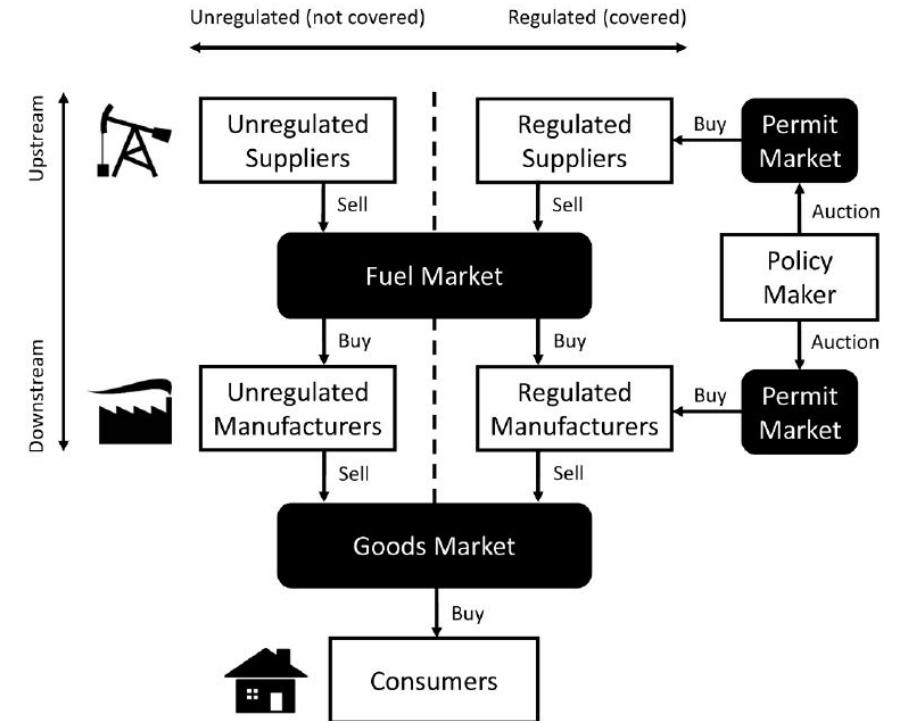 Unregulated (not covered)
Regulated (covered)
Upstream
Downstream
Unregulated
Suppliers
Regulated
Suppliers
Buy
Permit
Market
Sell
Sell
Auction
Fuel Market
Policy
Maker
Buy
Buy
Auction
Unregulated
Manufacturers
Regulated
Manufacturers
Buy
Permit
Market
Sell
Sell
Goods Market
Buy
Consumers